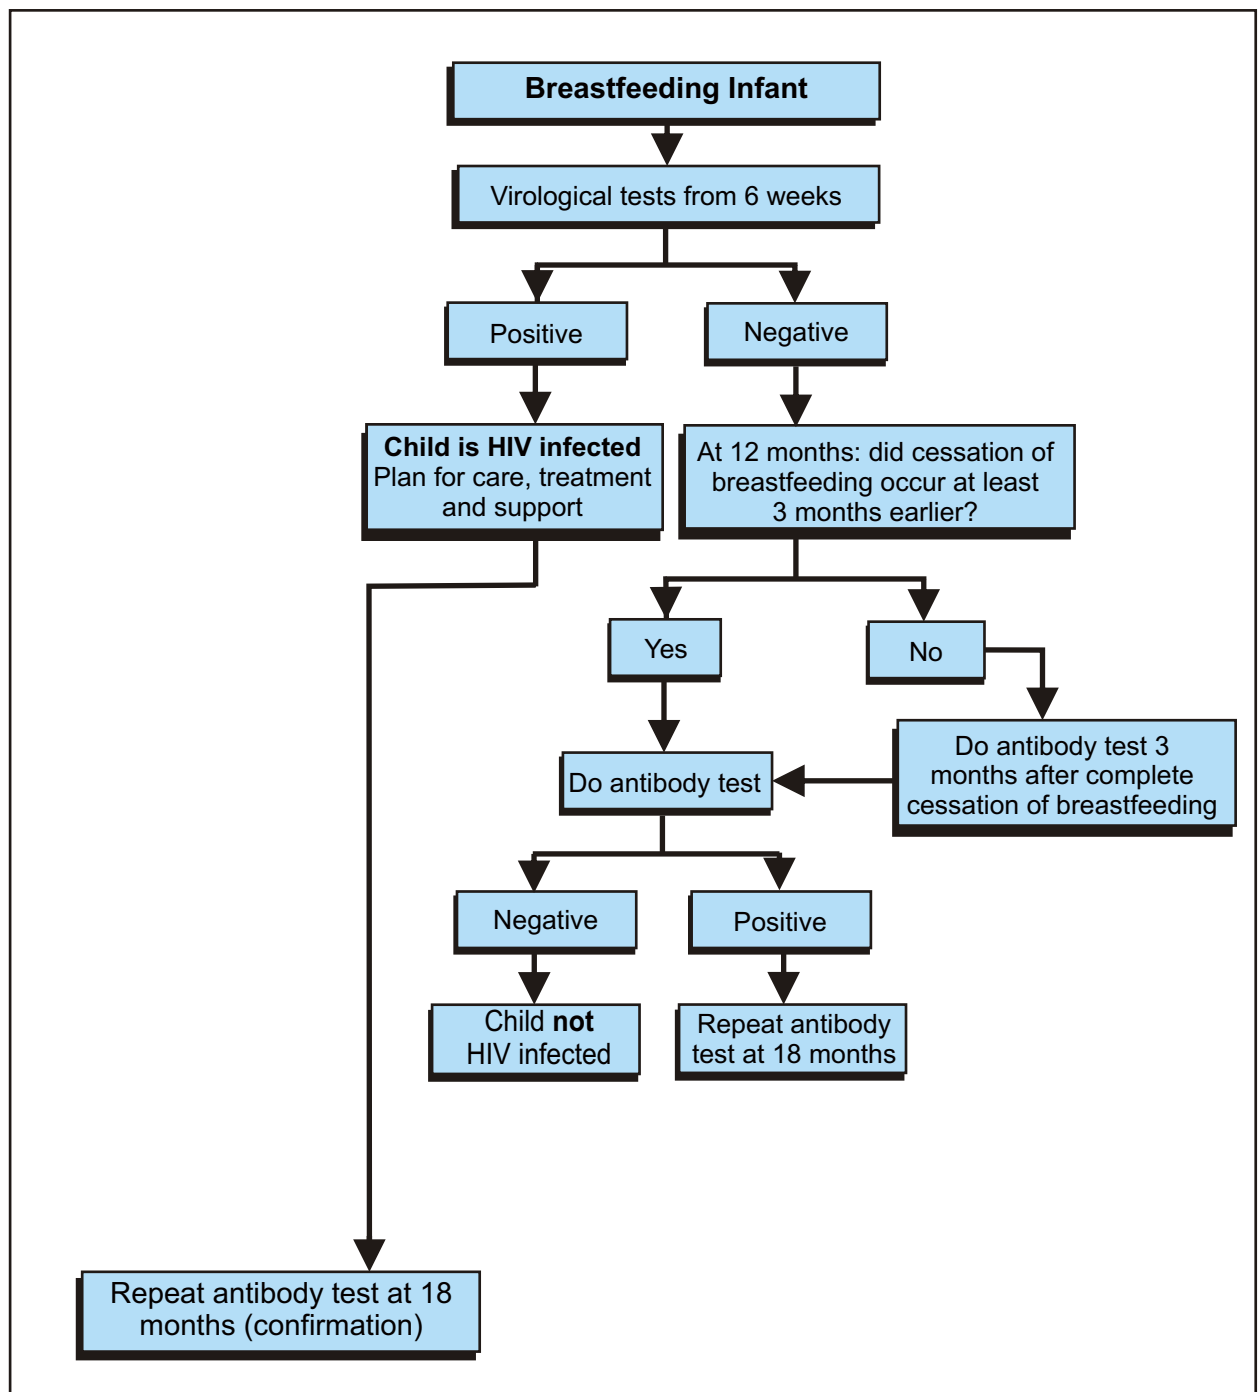 Breastfeeding Infant
Virological tests from 6 weeks
Positive
Negative
Child is HIV infected
Plan for care, treatment
and support
At 12 months: did cessation of
breastfeeding occur at least
3 months earlier?
Yes
No
Do antibody test
Do antibody test 3
months after complete
cessation of breastfeeding
Negative
Positive
Child not
HIV infected
Repeat antibody
test at 18 months
Repeat antibody test at 18
months (confirmation)